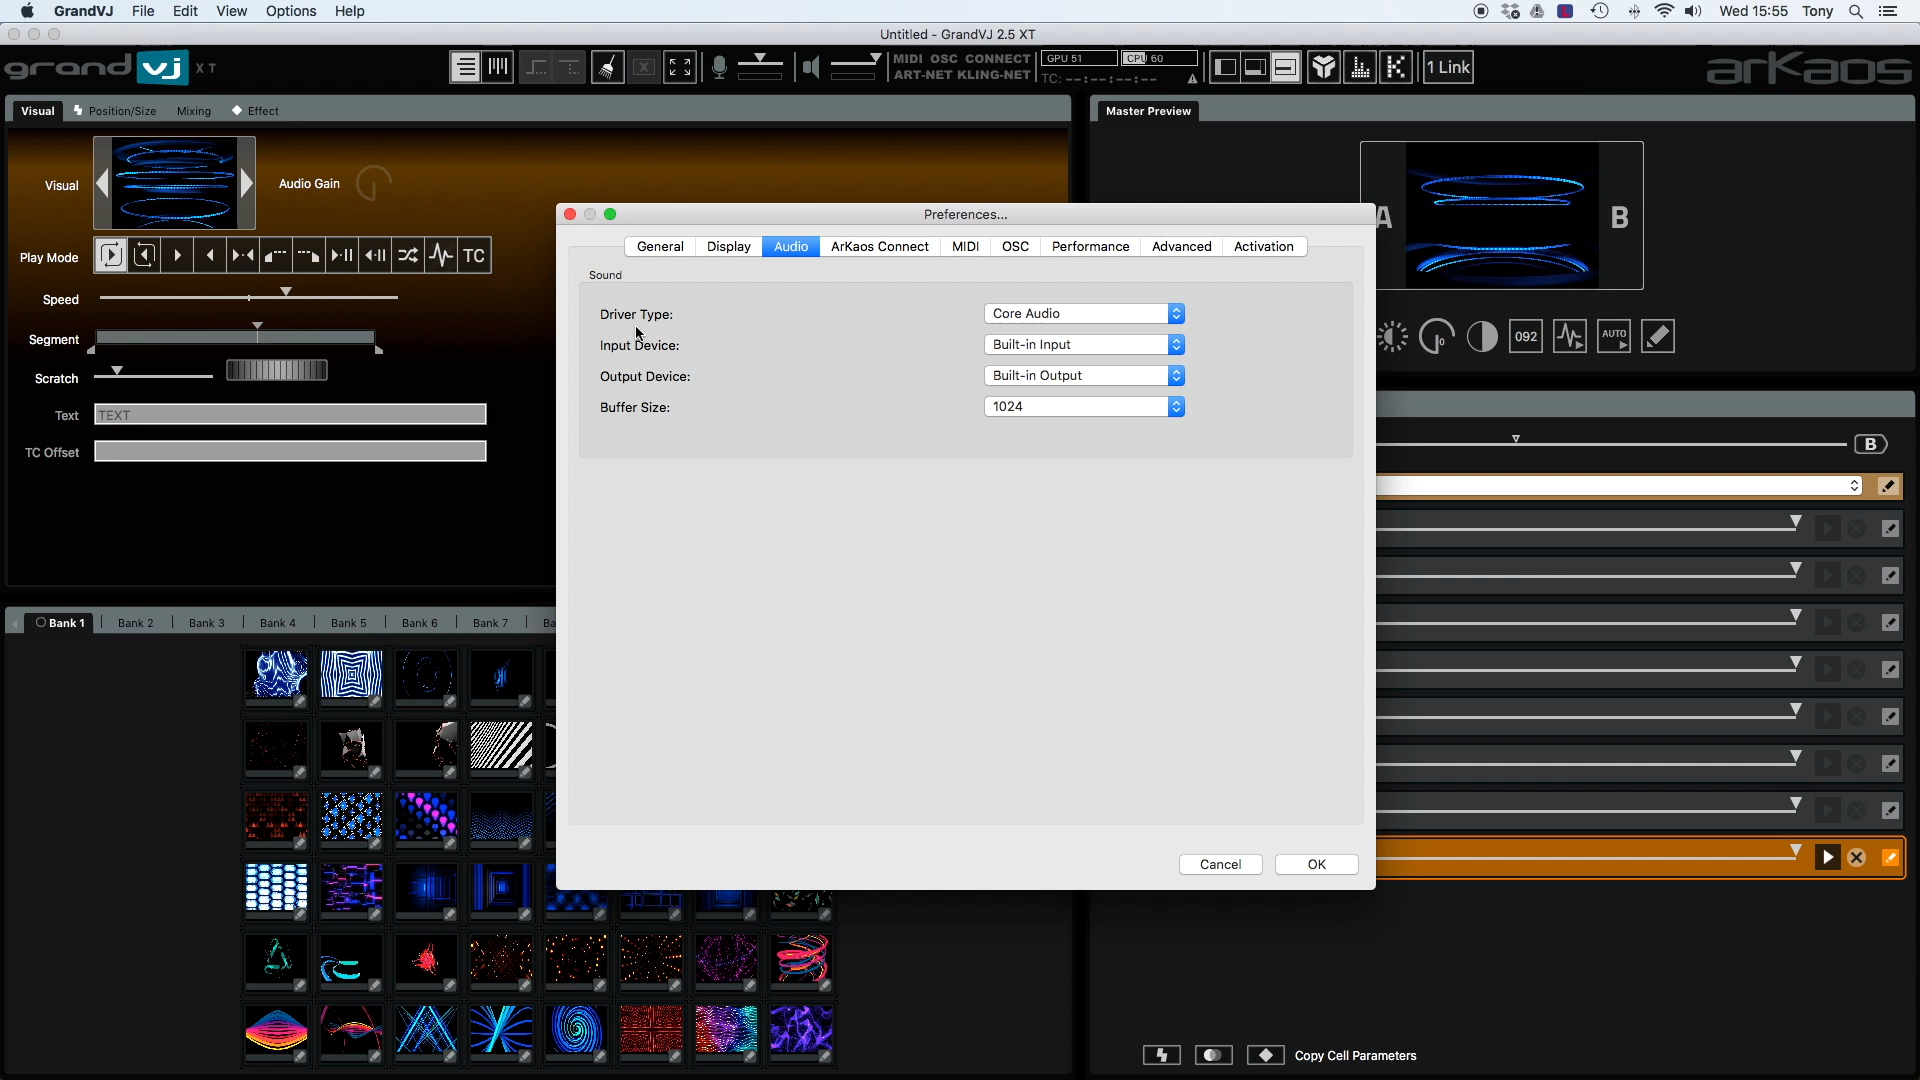 GrandVJ File Edit View Options Help Wed 15:55 Tony
Untitled - GrandVJ 2.5 XT
grand vj XT
MIDI OSC CONNECT
ART-NET KLING-NET
GPU 51 CPU 60
TC: --:--:--:--
1 Link
arKaos
Visual Position/Size Mixing Effect
Master Preview
Visual
Audio Gain
A B
Play Mode
TC
Speed
Segment
Scratch
Text TEXT
TC Offset
Preferences...
General Display Audio ArKaos Connect MIDI OSC Performance Advanced Activation
Sound
Driver Type: Core Audio
Input Device: Built-in Input
Output Device: Built-in Output
Buffer Size: 1024
Cancel OK
0 092 AUTO
B
Bank 1 Bank 2 Bank 3 Bank 4 Bank 5 Bank 6 Bank 7 Ba
Copy Cell Parameters